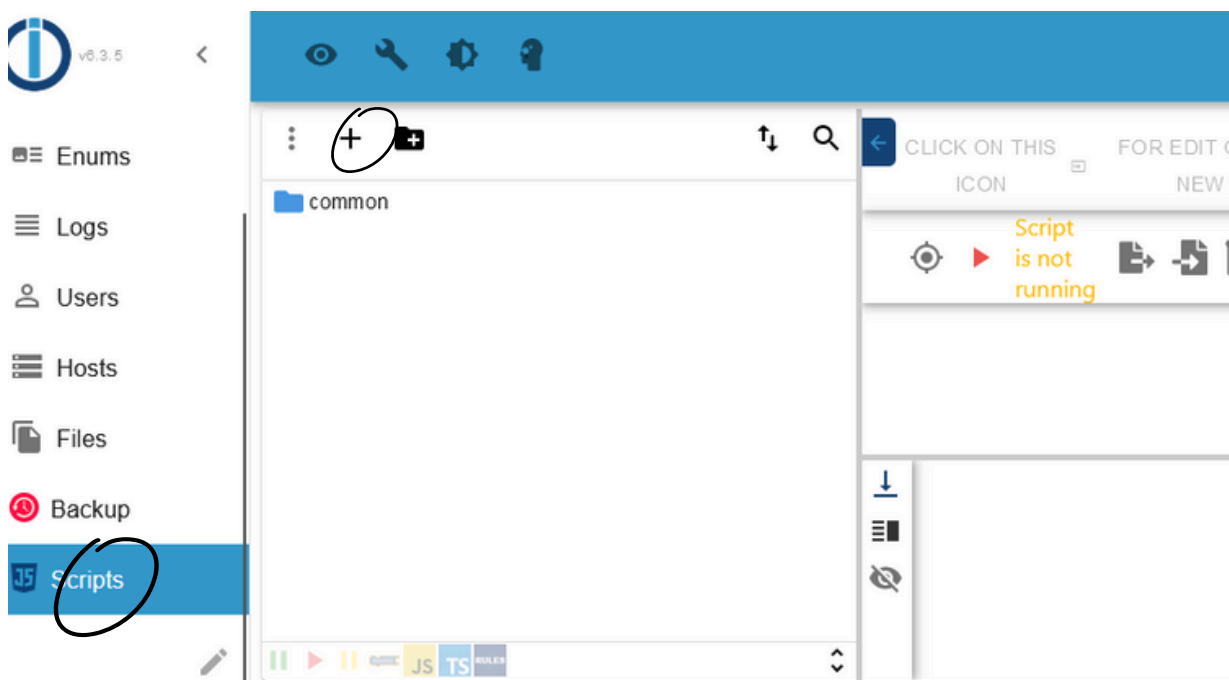 v6.3.5
Enums
Logs
Users
Hosts
Files
Backup
JS Scripts
common
CLICK ON THIS
ICON
FOR EDIT
NEW
Script
is not
running
JS TS RULES